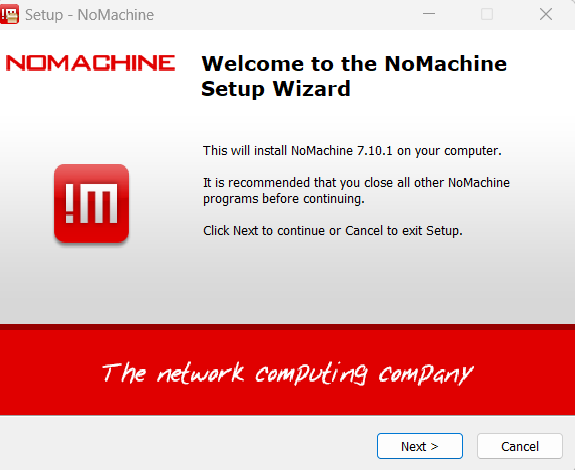 Setup - NoMachine
NOMACHINE
Welcome to the NoMachine
Setup Wizard
This will install NoMachine 7.10.1 on your computer.
It is recommended that you close all other NoMachine
programs before continuing.
Click Next to continue or Cancel to exit Setup.
!M
The network computing company
Next >
Cancel